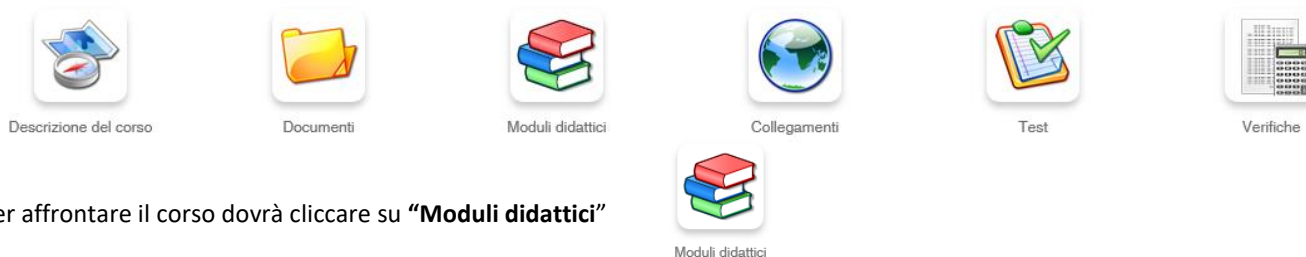 Descrizione del corso
Documenti
Moduli didattici
Collegamenti
Test
Verifiche
er affrontare il corso dovrà cliccare su “Moduli didattici”
Moduli didattici